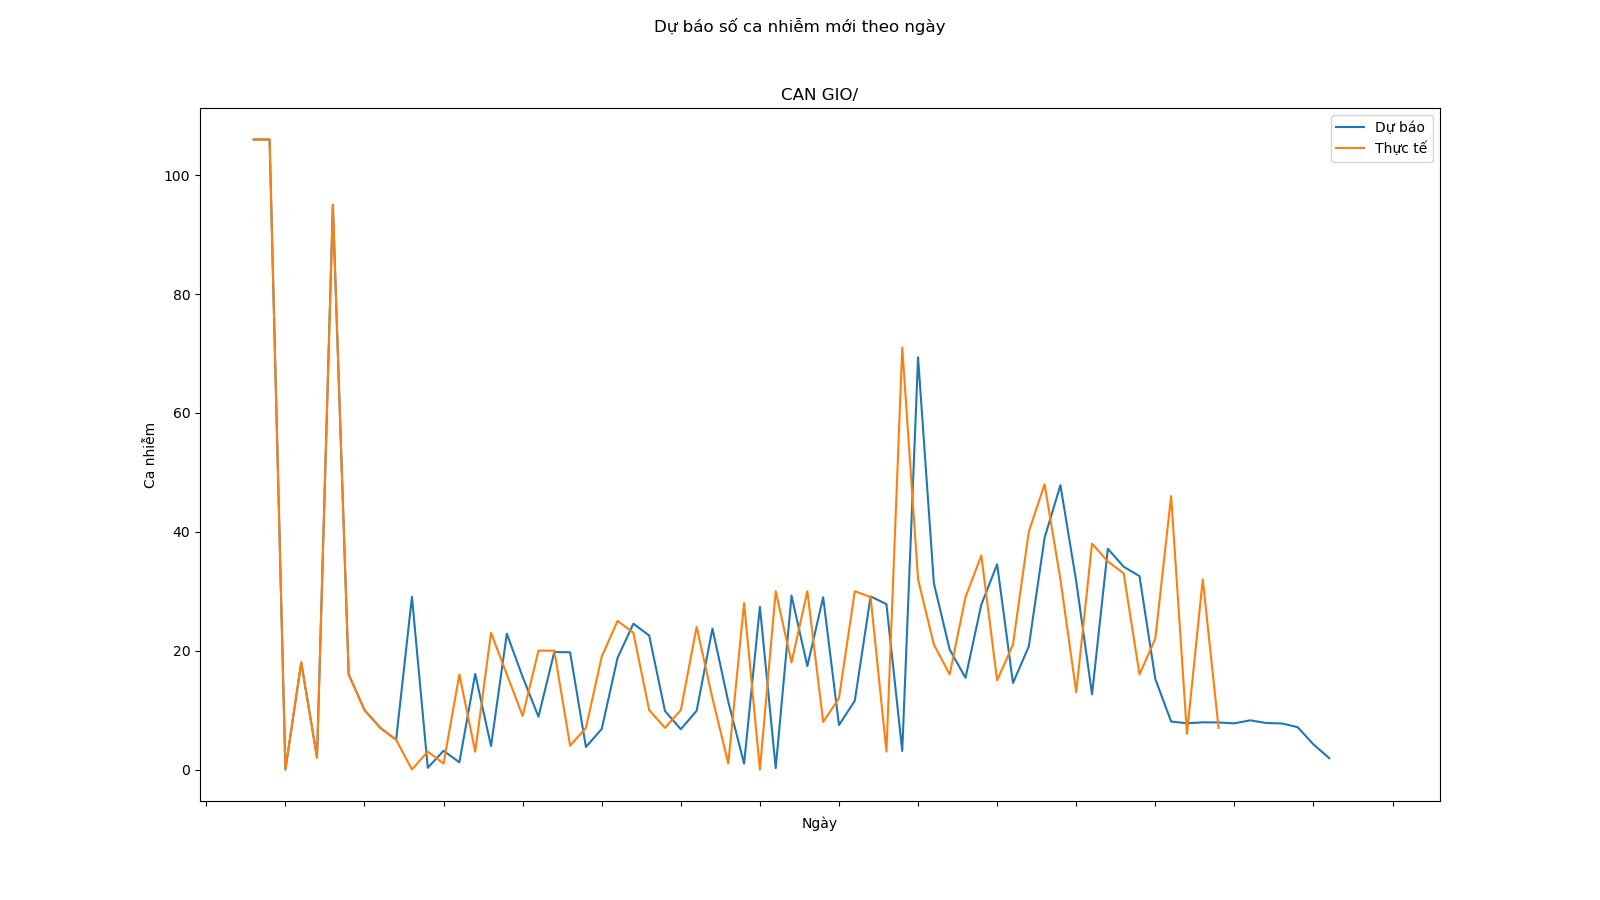 Dự báo số ca nhiễm mới theo ngày
CAN GIO/
Dự báo
Thực tế
100
80
60
40
20
0
Ca nhiễm
Ngày